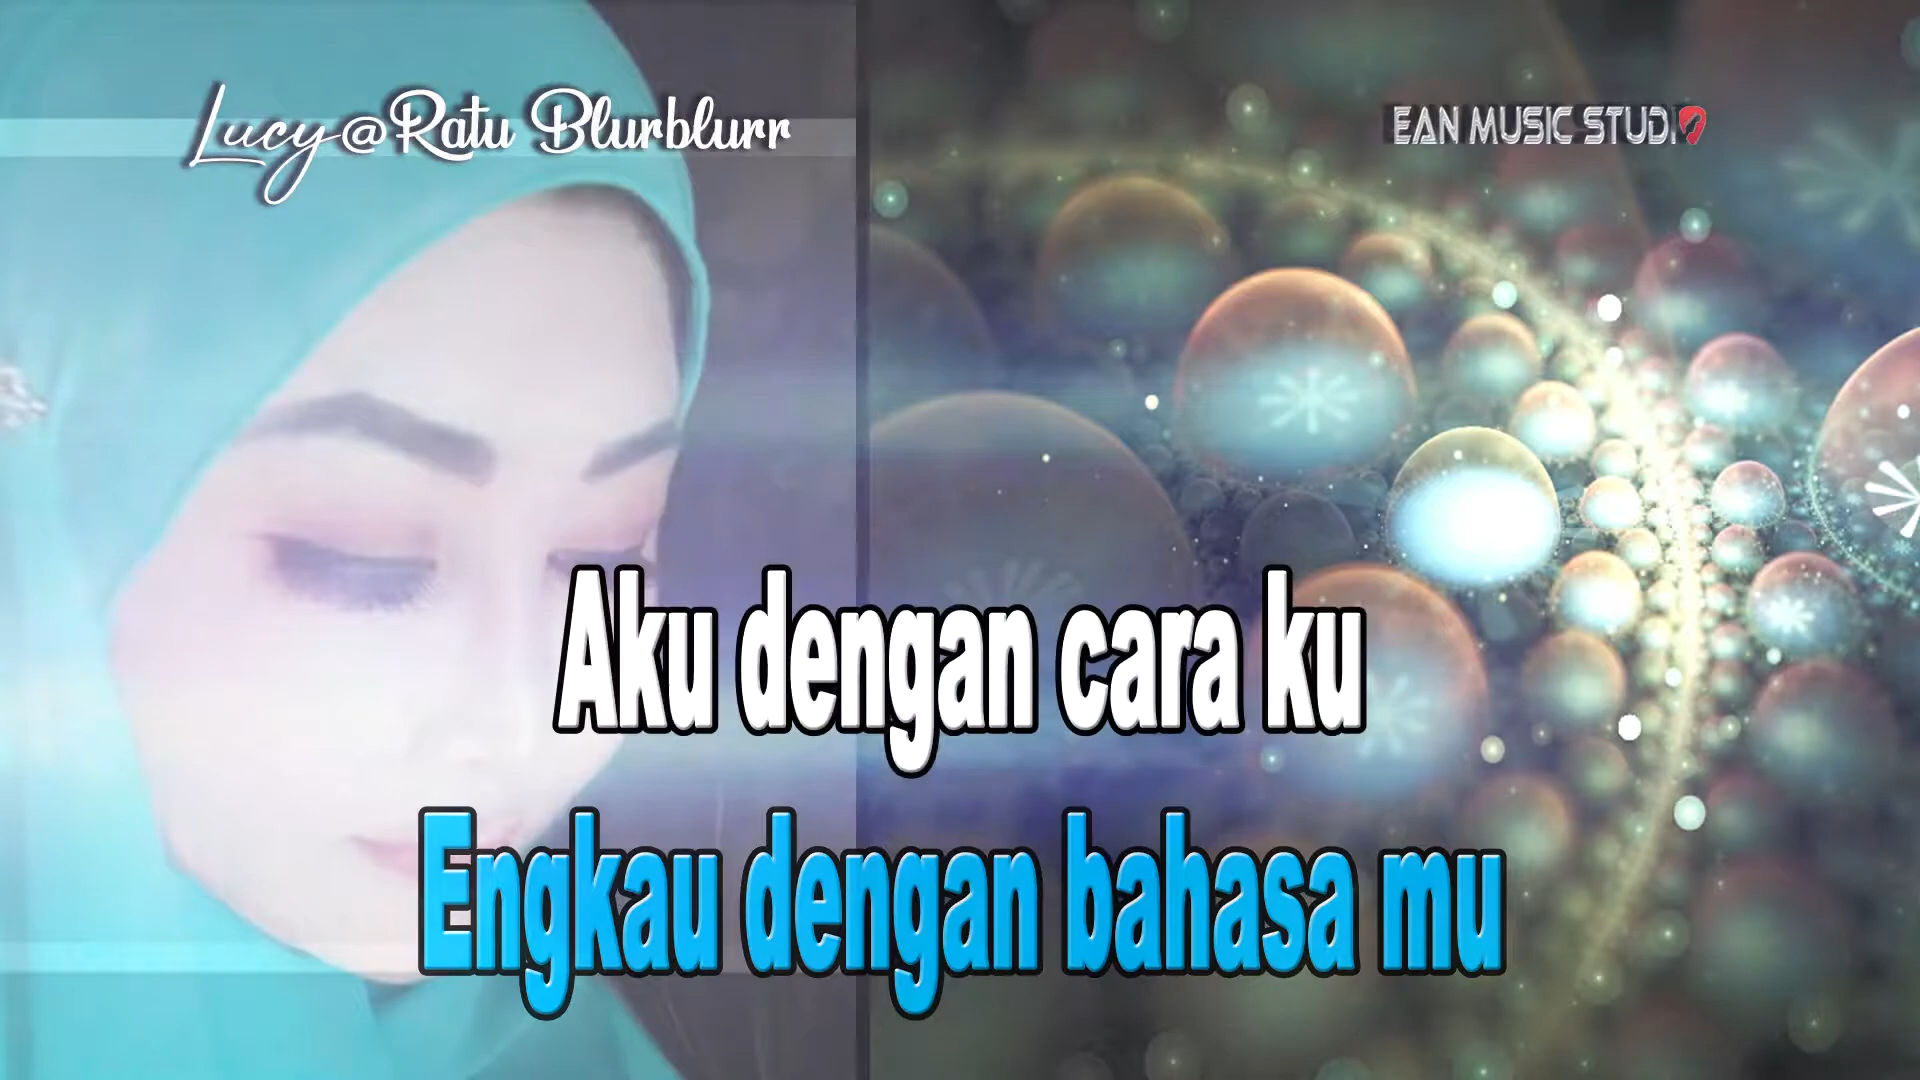 Lucy@Ratu Blurblurr
EAN MUSIC STUDIO
Aku dengan cara ku
Engkau dengan bahasa mu